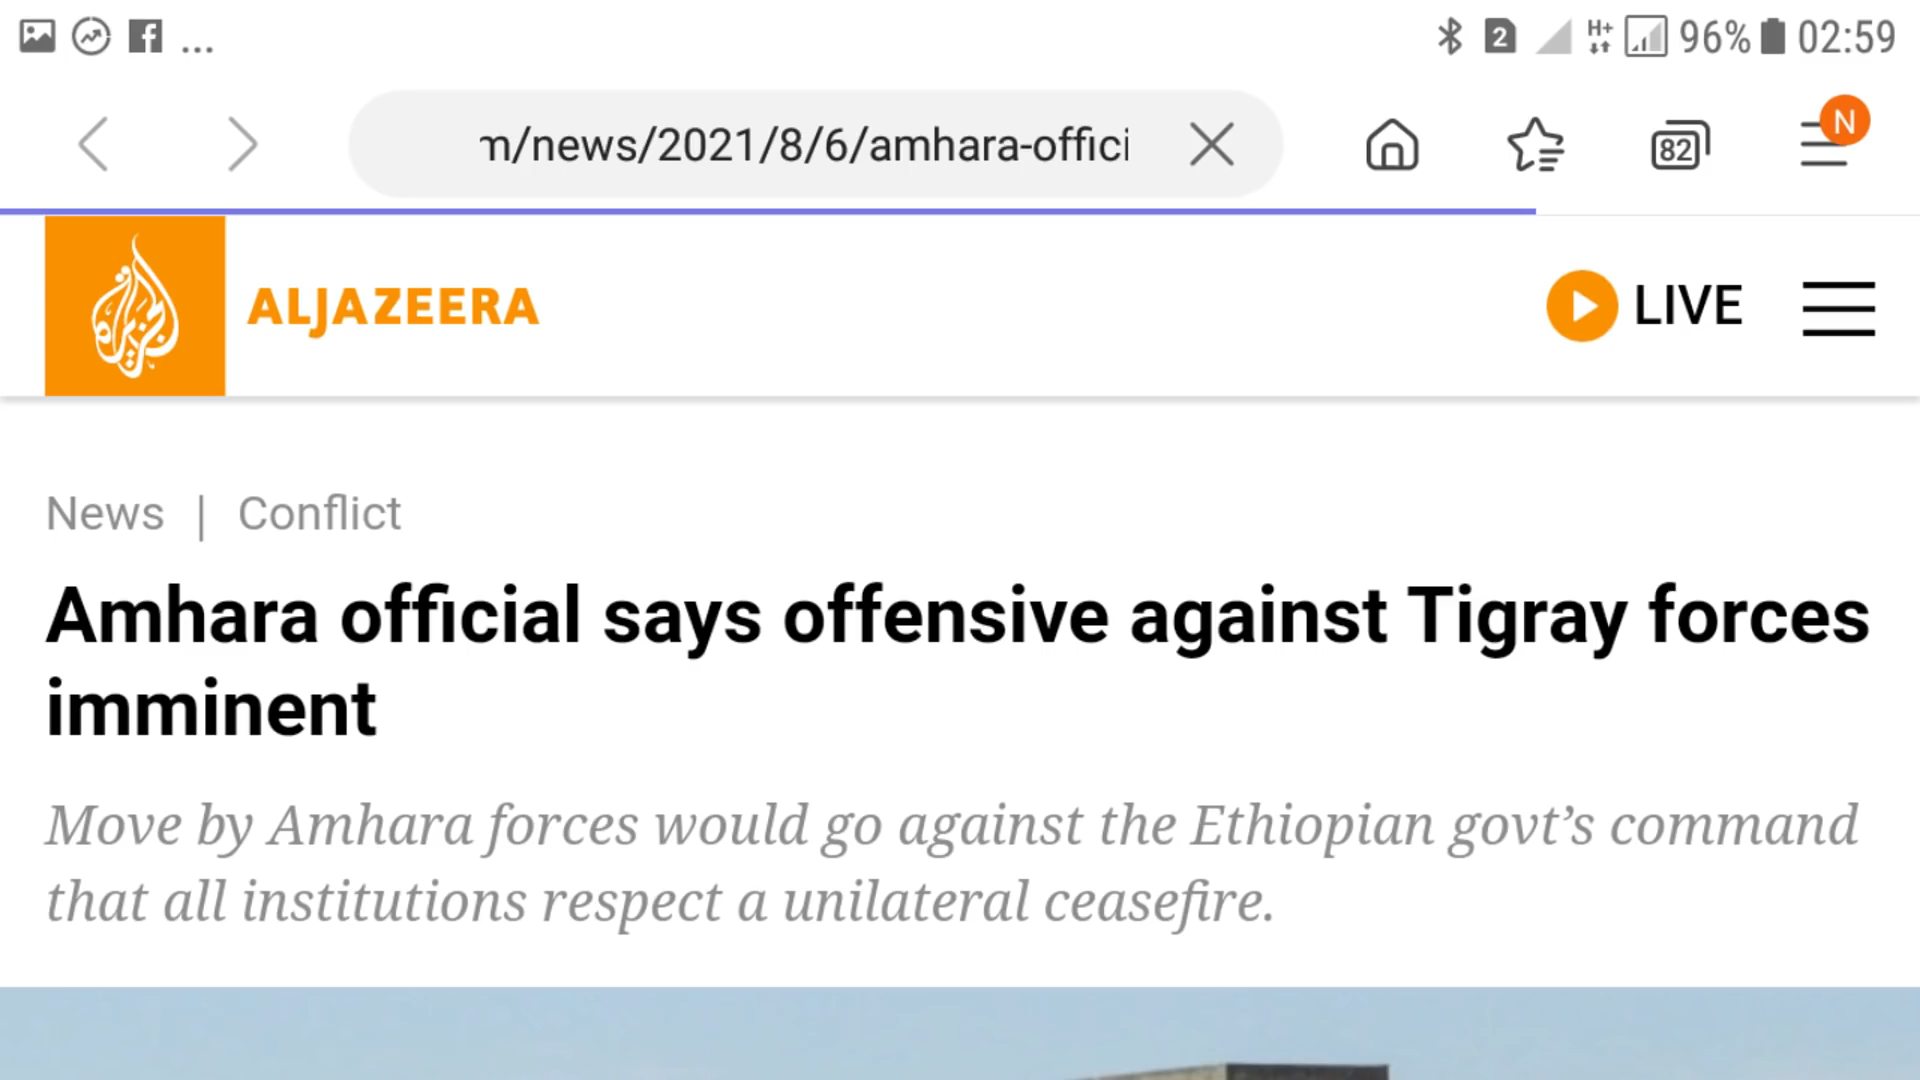 ... 2 H+ 96% 02:59
m/news/2021/8/6/amhara-offici 82 N
ALJAZEERA LIVE
News | Conflict
Amhara official says offensive against Tigray forces
imminent
Move by Amhara forces would go against the Ethiopian govt’s command
that all institutions respect a unilateral ceasefire.